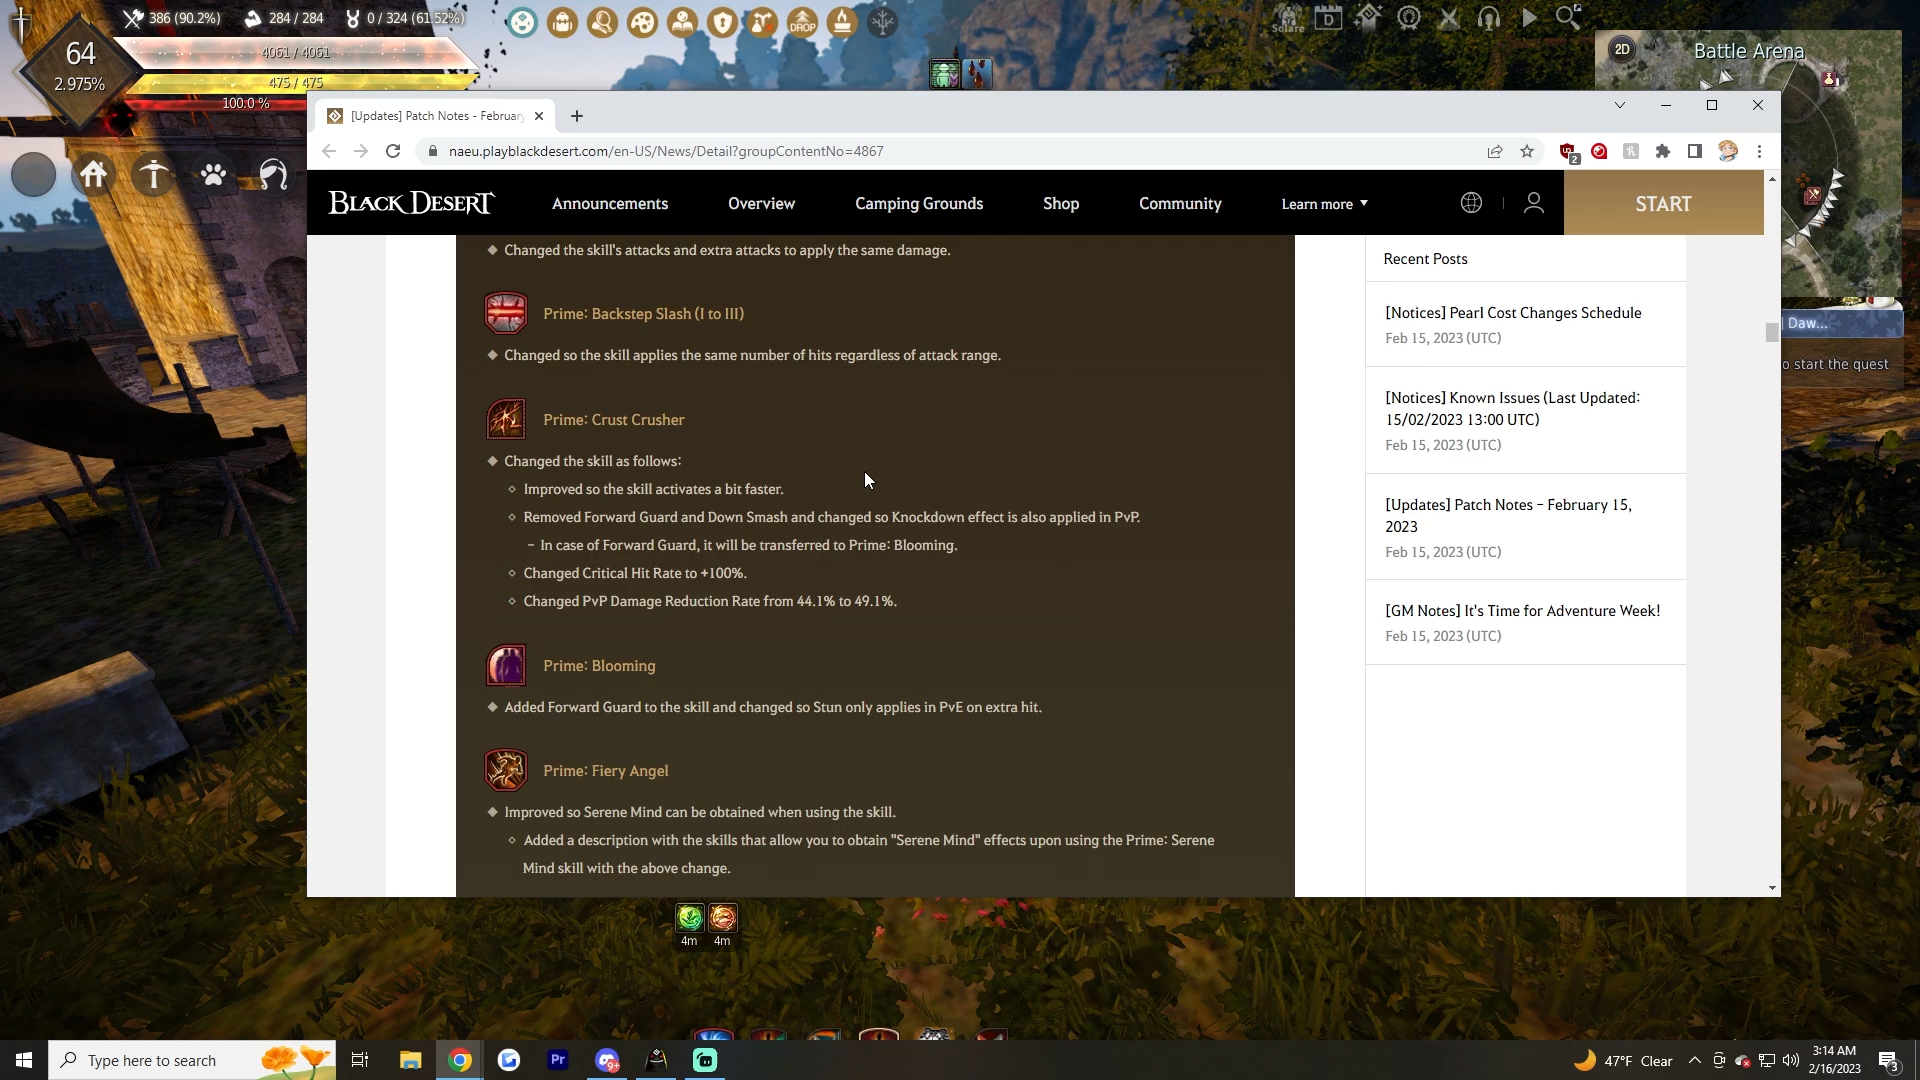 386 (90.2%)
284 / 284
0 / 324 (61.52%)
64
2.975%
4061 / 4061
475 / 475
100.0 %
DROP
Solare
D
2D
Battle Arena
[Updates] Patch Notes - Februar
naeu.playblackdesert.com/en-US/News/Detail?groupContentNo=4867
2
BLACK DESERT
Announcements
Overview
Camping Grounds
Shop
Community
Learn more
START
◆ Changed the skill's attacks and extra attacks to apply the same damage.
Prime: Backstep Slash (I to III)
◆ Changed so the skill applies the same number of hits regardless of attack range.
Prime: Crust Crusher
◆ Changed the skill as follows:
◇ Improved so the skill activates a bit faster.
◇ Removed Forward Guard and Down Smash and changed so Knockdown effect is also applied in PvP.
– In case of Forward Guard, it will be transferred to Prime: Blooming.
◇ Changed Critical Hit Rate to +100%.
◇ Changed PvP Damage Reduction Rate from 44.1% to 49.1%.
Prime: Blooming
◆ Added Forward Guard to the skill and changed so Stun only applies in PvE on extra hit.
Prime: Fiery Angel
◆ Improved so Serene Mind can be obtained when using the skill.
◇ Added a description with the skills that allow you to obtain "Serene Mind" effects upon using the Prime: Serene
Mind skill with the above change.
Recent Posts
[Notices] Pearl Cost Changes Schedule
Feb 15, 2023 (UTC)
[Notices] Known Issues (Last Updated:
15/02/2023 13:00 UTC)
Feb 15, 2023 (UTC)
[Updates] Patch Notes – February 15,
2023
Feb 15, 2023 (UTC)
[GM Notes] It's Time for Adventure Week!
Feb 15, 2023 (UTC)
Daw...
o start the quest
4m
4m
Type here to search
Pr
9+
47°F Clear
3:14 AM
2/16/2023
3